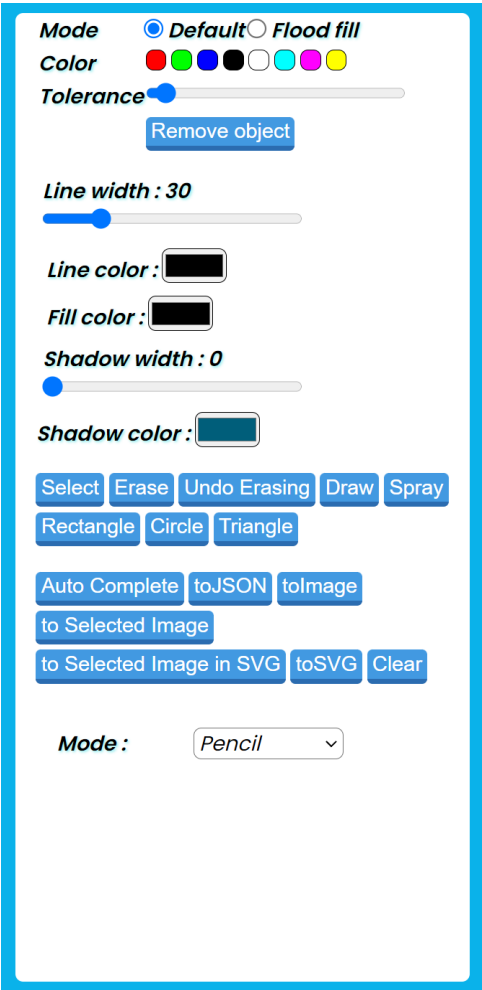 Mode Default Flood fill
Color
Tolerance
Remove object
Line width : 30
Line color :
Fill color :
Shadow width : 0
Shadow color :
Select Erase Undo Erasing Draw Spray
Rectangle Circle Triangle
Auto Complete toJSON toImage
to Selected Image
to Selected Image in SVG toSVG Clear
Mode : Pencil